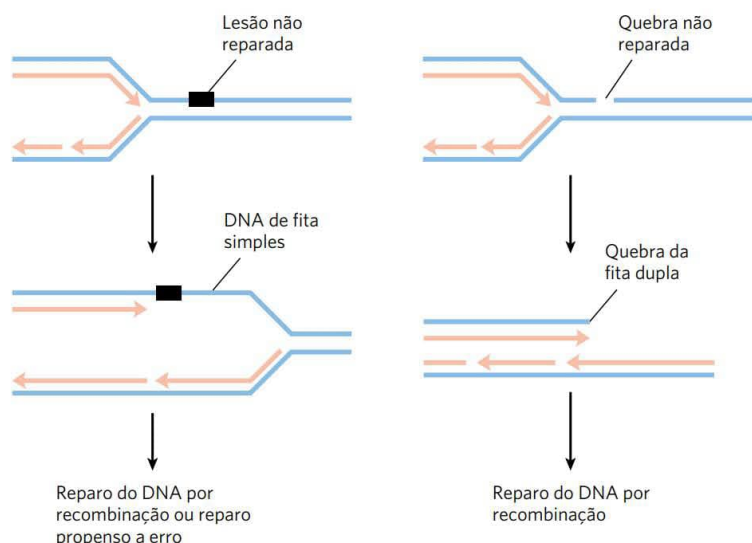 Lesão não
reparada
Quebra não
reparada
DNA de fita
simples
Quebra da
fita dupla
Reparo do DNA por
recombinação ou reparo
propenso a erro
Reparo do DNA por
recombinação